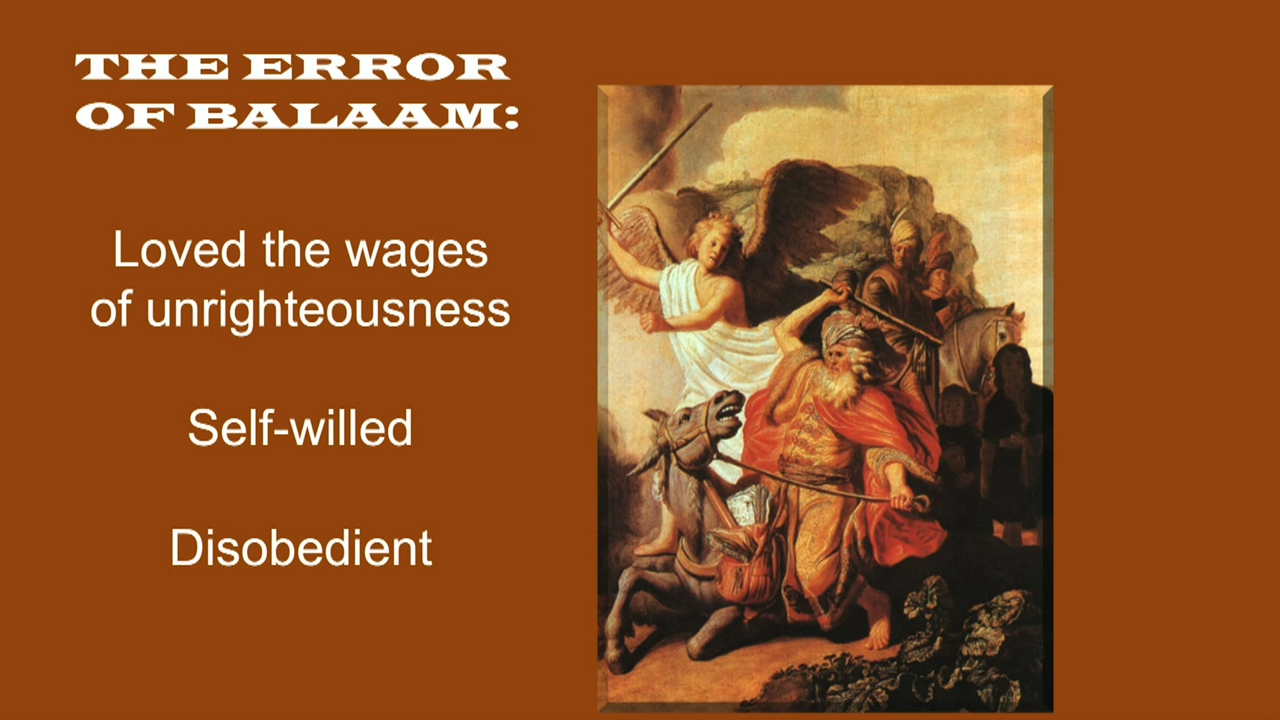 THE ERROR
OF BALAAM:
Loved the wages
of unrighteousness
Self-willed
Disobedient